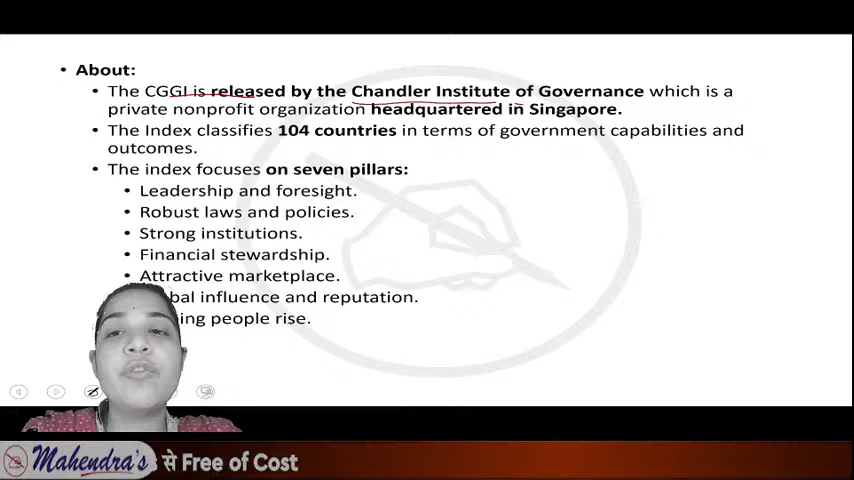 About:
The CGGI is released by the Chandler Institute of Governance which is a
private nonprofit organization headquartered in Singapore.
The Index classifies 104 countries in terms of government capabilities and
outcomes.
The index focuses on seven pillars:
Leadership and foresight.
Robust laws and policies.
Strong institutions.
Financial stewardship.
Attractive marketplace.
influence and reputation.
people rise.
Mahendra's से Free of Cost